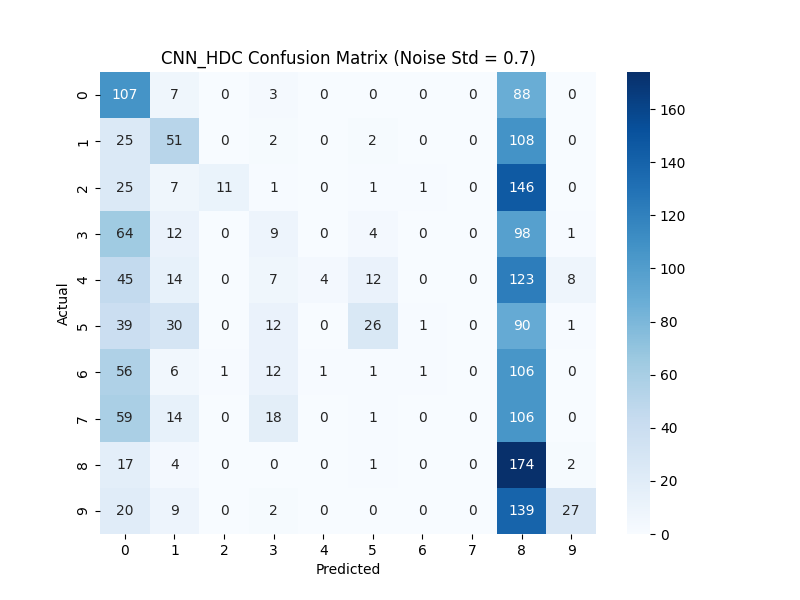 CNN_HDC Confusion Matrix (Noise Std = 0.7)
0 107 7 0 3 0 0 0 0 88 0
1 25 51 0 2 0 2 0 0 108 0
2 25 7 11 1 0 1 1 0 146 0
3 64 12 0 9 0 4 0 0 98 1
4 45 14 0 7 4 12 0 0 123 8
5 39 30 0 12 0 26 1 0 90 1
6 56 6 1 12 1 1 1 0 106 0
7 59 14 0 18 0 1 0 0 106 0
8 17 4 0 0 0 1 0 0 174 2
9 20 9 0 2 0 0 0 0 139 27
0 1 2 3 4 5 6 7 8 9
Predicted
Actual
160
140
120
100
80
60
40
20
0